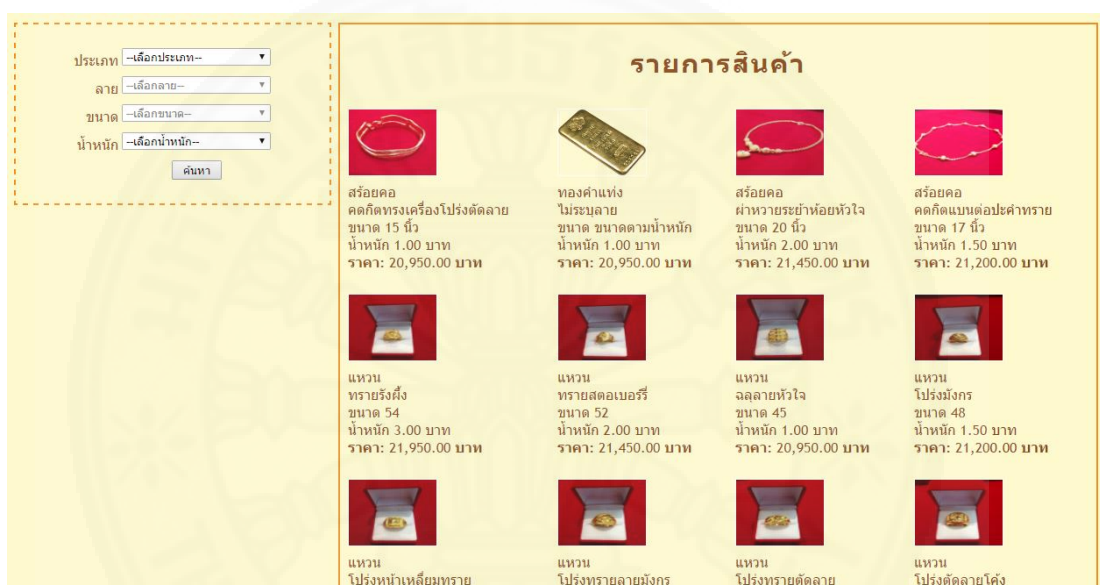 ประเภท --เลือกประเภท--
ลาย --เลือกลาย--
ขนาด --เลือกขนาด--
น้ำหนัก --เลือกน้ำหนัก--
ค้นหา
รายการสินค้า
สร้อยคอ
คดกิตทรงเครื่องโปร่งตัดลาย
ขนาด 15 นิ้ว
น้ำหนัก 1.00 บาท
ราคา: 20,950.00 บาท
ทองคำแท่ง
ไม่ระบุลาย
ขนาด ขนาดตามน้ำหนัก
น้ำหนัก 1.00 บาท
ราคา: 20,950.00 บาท
สร้อยคอ
ผ่าหวายระย้าห้อยหัวใจ
ขนาด 20 นิ้ว
น้ำหนัก 2.00 บาท
ราคา: 21,450.00 บาท
สร้อยคอ
คดกิตแบนต่อปะคำทราย
ขนาด 17 นิ้ว
น้ำหนัก 1.50 บาท
ราคา: 21,200.00 บาท
แหวน
ทรายรังผึ้ง
ขนาด 54
น้ำหนัก 3.00 บาท
ราคา: 21,950.00 บาท
แหวน
ทรายสตอเบอร์รี่
ขนาด 52
น้ำหนัก 2.00 บาท
ราคา: 21,450.00 บาท
แหวน
ฉลุลายหัวใจ
ขนาด 45
น้ำหนัก 1.00 บาท
ราคา: 20,950.00 บาท
แหวน
โปร่งมังกร
ขนาด 48
น้ำหนัก 1.50 บาท
ราคา: 21,200.00 บาท
แหวน
โปร่งหน้าเหลี่ยมทราย
แหวน
โปร่งทรายลายมังกร
แหวน
โปร่งทรายตัดลาย
แหวน
โปร่งตัดลายโค้ง